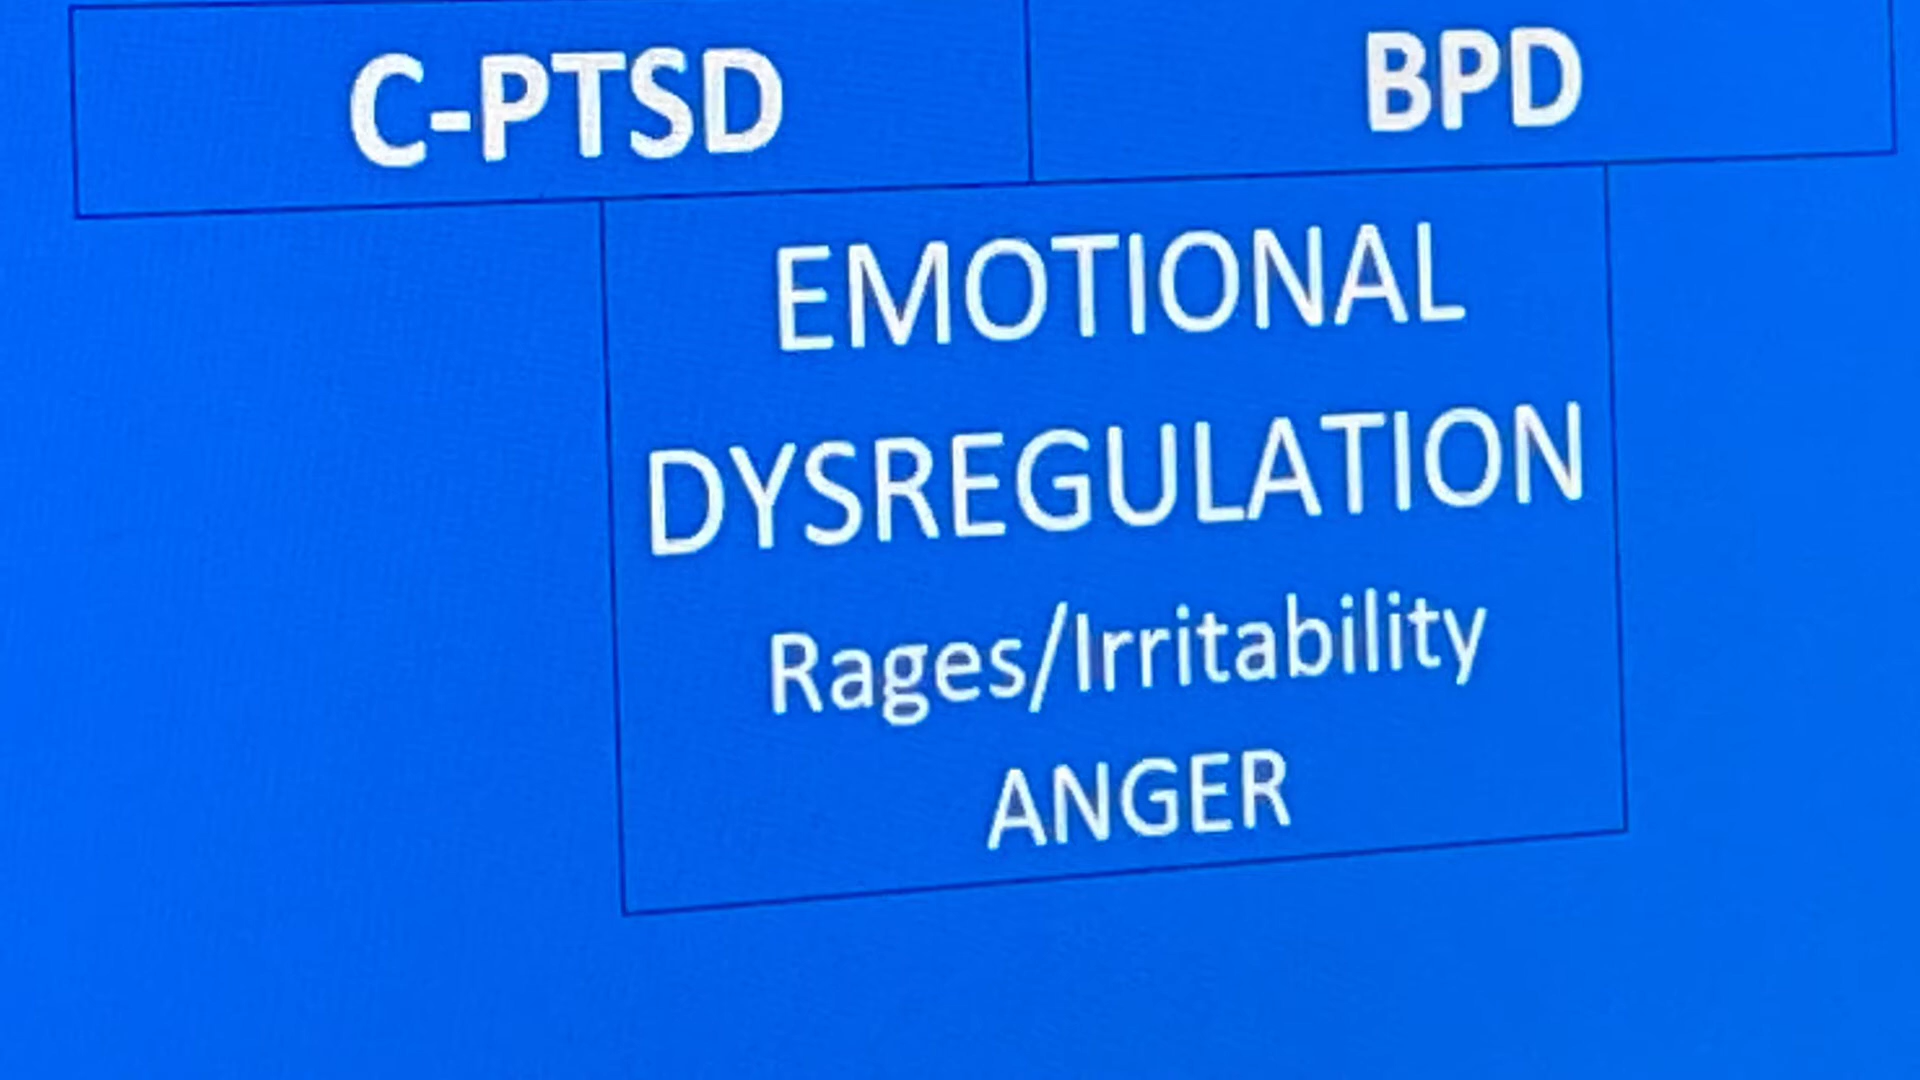 C-PTSD
BPD
EMOTIONAL
DYSREGULATION
Rages/Irritability
ANGER